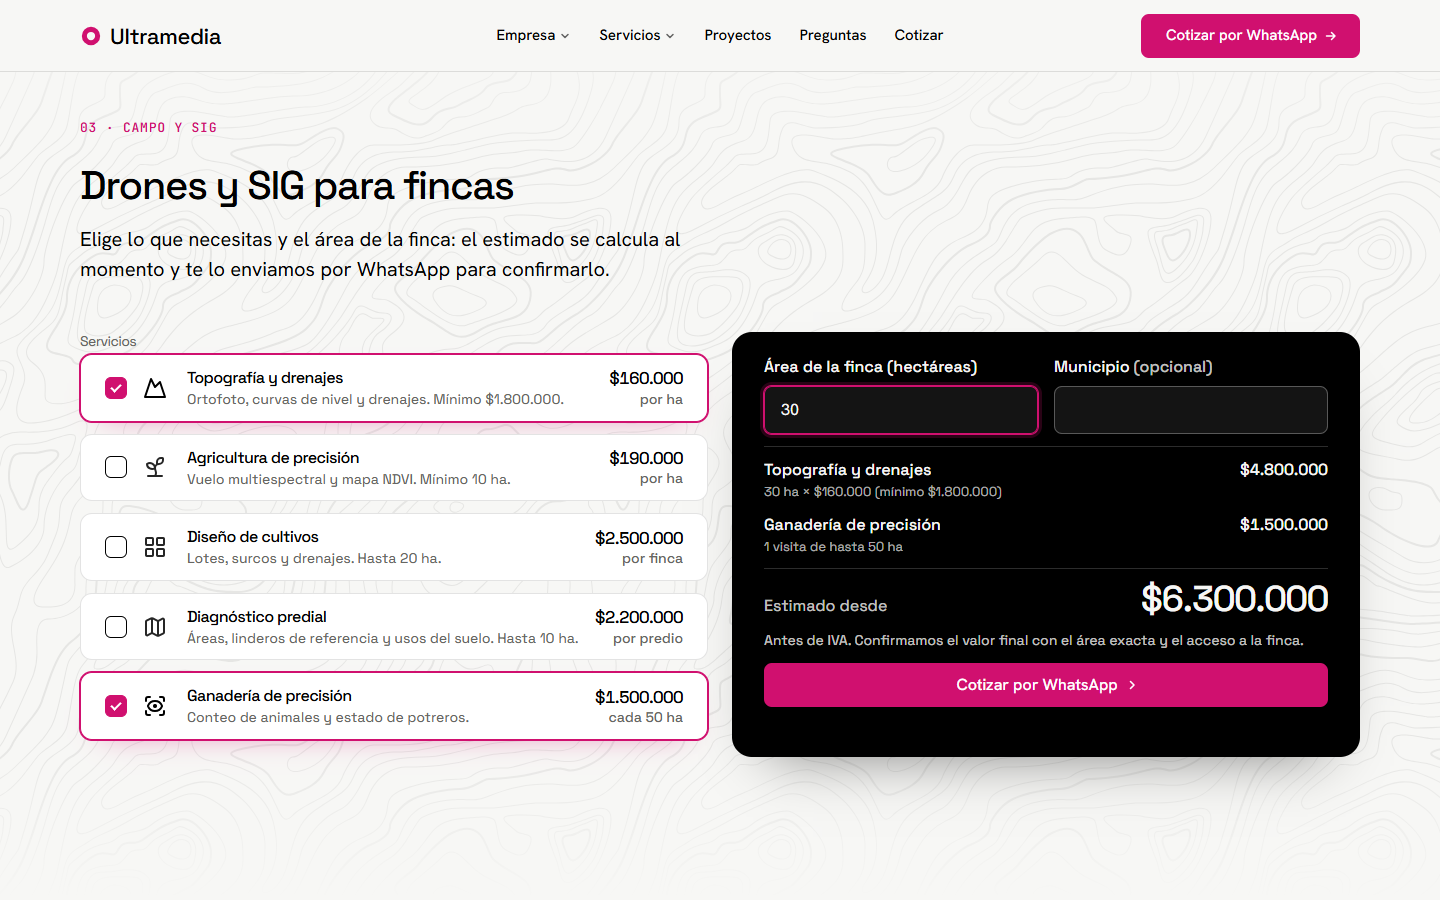 Ultramedia
Empresa
Servicios
Proyectos
Preguntas
Cotizar
Cotizar por WhatsApp →
03 · CAMPO Y SIG
Drones y SIG para fincas
Elige lo que necesitas y el área de la finca: el estimado se calcula al
momento y te lo enviamos por WhatsApp para confirmarlo.
Servicios
Topografía y drenajes
$160.000
Ortofoto, curvas de nivel y drenajes. Mínimo $1.800.000.
por ha
Agricultura de precisión
$190.000
Vuelo multiespectral y mapa NDVI. Mínimo 10 ha.
por ha
Diseño de cultivos
$2.500.000
Lotes, surcos y drenajes. Hasta 20 ha.
por finca
Diagnóstico predial
$2.200.000
Áreas, linderos de referencia y usos del suelo. Hasta 10 ha.
por predio
Ganadería de precisión
$1.500.000
Conteo de animales y estado de potreros.
cada 50 ha
Área de la finca (hectáreas)
Municipio (opcional)
30
Topografía y drenajes
$4.800.000
30 ha × $160.000 (mínimo $1.800.000)
Ganadería de precisión
$1.500.000
1 visita de hasta 50 ha
Estimado desde
$6.300.000
Antes de IVA. Confirmamos el valor final con el área exacta y el acceso a la finca.
Cotizar por WhatsApp ›